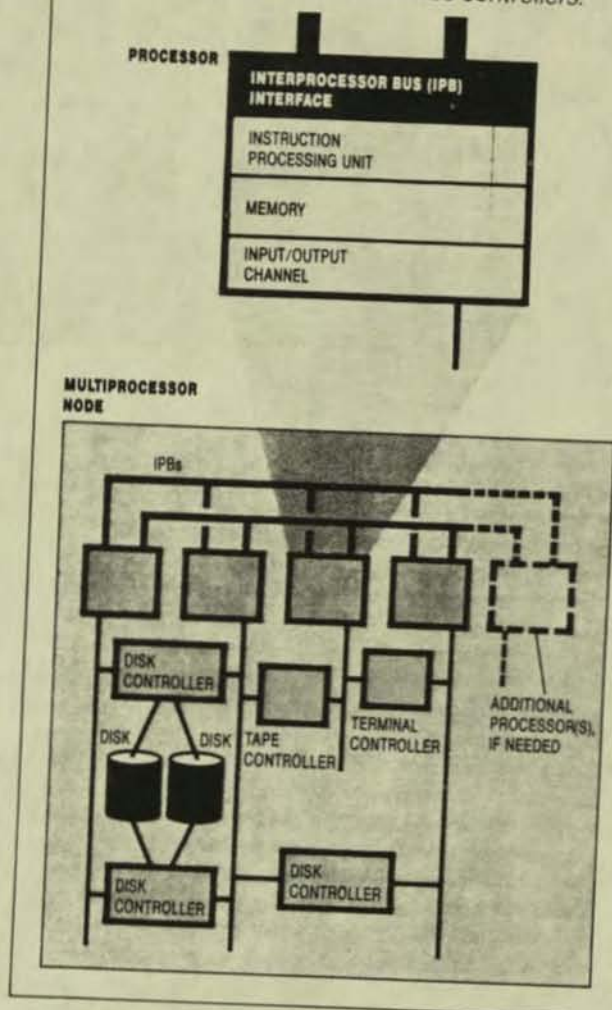 controllers.
PROCESSOR
INTERPROCESSOR BUS (IPB)
INTERFACE
INSTRUCTION
PROCESSING UNIT
MEMORY
INPUT/OUTPUT
CHANNEL
MULTIPROCESSOR
NODE
IPBs
DISK
CONTROLLER
DISK
DISK
TAPE
CONTROLLER
TERMINAL
CONTROLLER
ADDITIONAL
PROCESSOR(S),
IF NEEDED
DISK
CONTROLLER
DISK
CONTROLLER